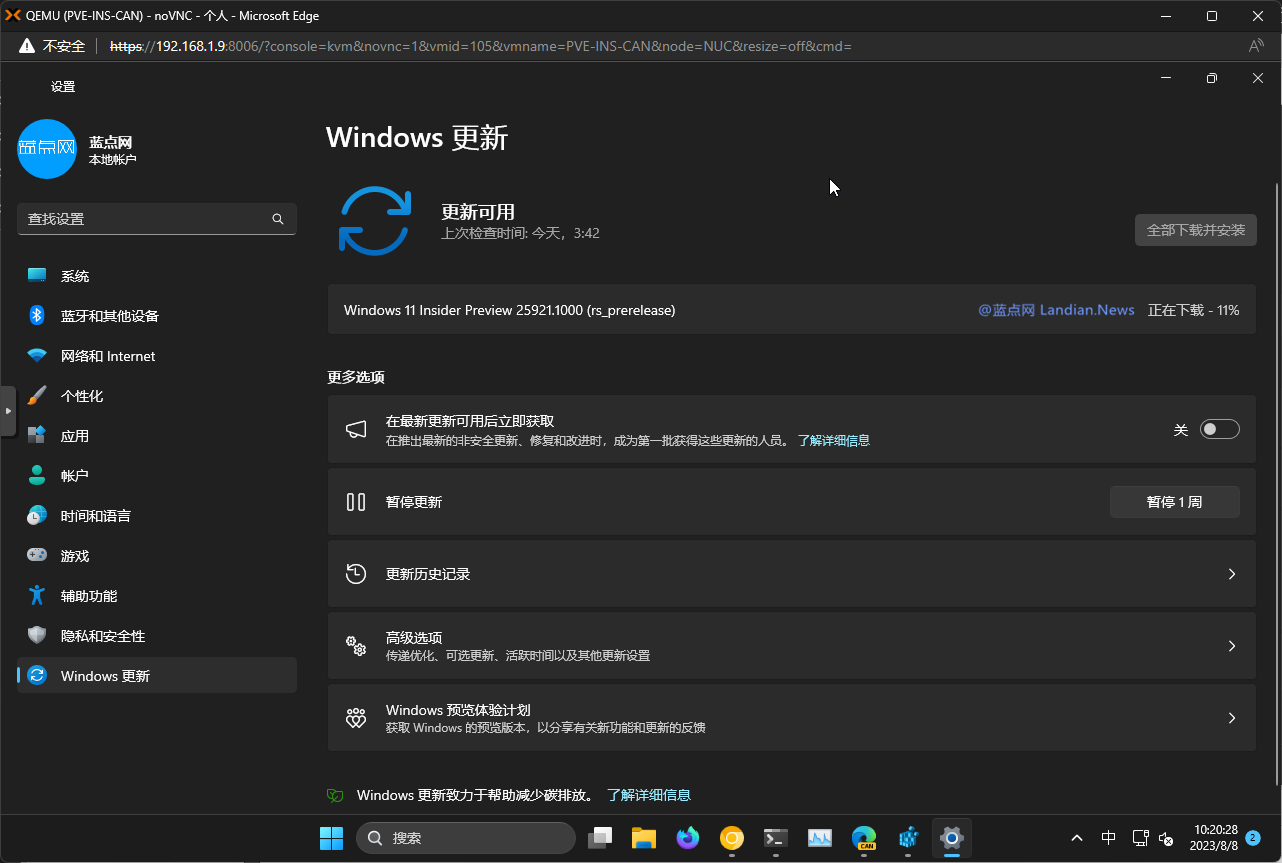 QEMU (PVE-INS-CAN) - noVNC - 个人 - Microsoft Edge
不安全 https://192.168.1.9:8006/?console=kvm&novnc=1&vmid=105&vmname=PVE-INS-CAN&node=NUC&resize=off&cmd=
设置
蓝点网
蓝点网
本地帐户
查找设置
系统
蓝牙和其他设备
网络和 Internet
个性化
应用
帐户
时间和语言
游戏
辅助功能
隐私和安全性
Windows 更新
Windows 更新
更新可用
上次检查时间: 今天，3:42
全部下载并安装
Windows 11 Insider Preview 25921.1000 (rs_prerelease)
@蓝点网 Landian.News 正在下载 - 11%
更多选项
在最新更新可用后立即获取
在推出最新的非安全更新、修复和改进时，成为第一批获得这些更新的人员。 了解详细信息
关
暂停更新
暂停 1 周
更新历史记录
高级选项
传递优化、可选更新、活跃时间以及其他更新设置
Windows 预览体验计划
获取 Windows 的预览版本，以分享有关新功能和更新的反馈
Windows 更新致力于帮助减少碳排放。 了解详细信息
搜索
CAN
中
10:20:28
2023/8/8
2